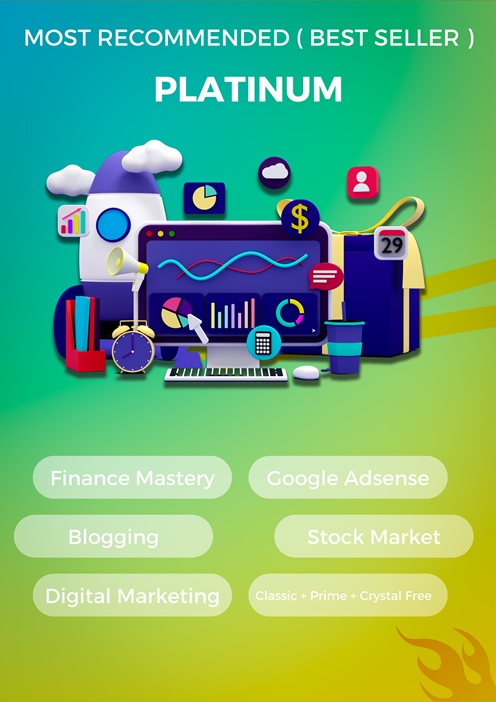 MOST RECOMMENDED ( BEST SELLER )
PLATINUM
$
29
Finance Mastery
Google Adsense
Blogging
Stock Market
Digital Marketing
Classic + Prime + Crystal Free